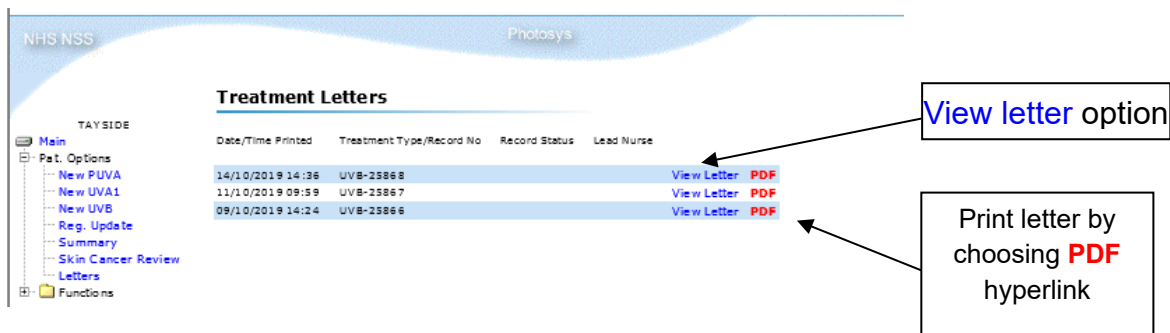 NHS NSS
Photosys
Treatment Letters
TAYSIDE
Main
Pat. Options
New PUVA
New UVA1
New UVB
Reg. Update
Summary
Skin Cancer Review
Letters
Functions
Date/Time Printed Treatment Type/Record No Record Status Lead Nurse
14/10/2019 14:36 UVB-25868 View Letter PDF
11/10/2019 09:59 UVB-25867 View Letter PDF
09/10/2019 14:24 UVB-25866 View Letter PDF
View letter option
Print letter by
choosing PDF
hyperlink